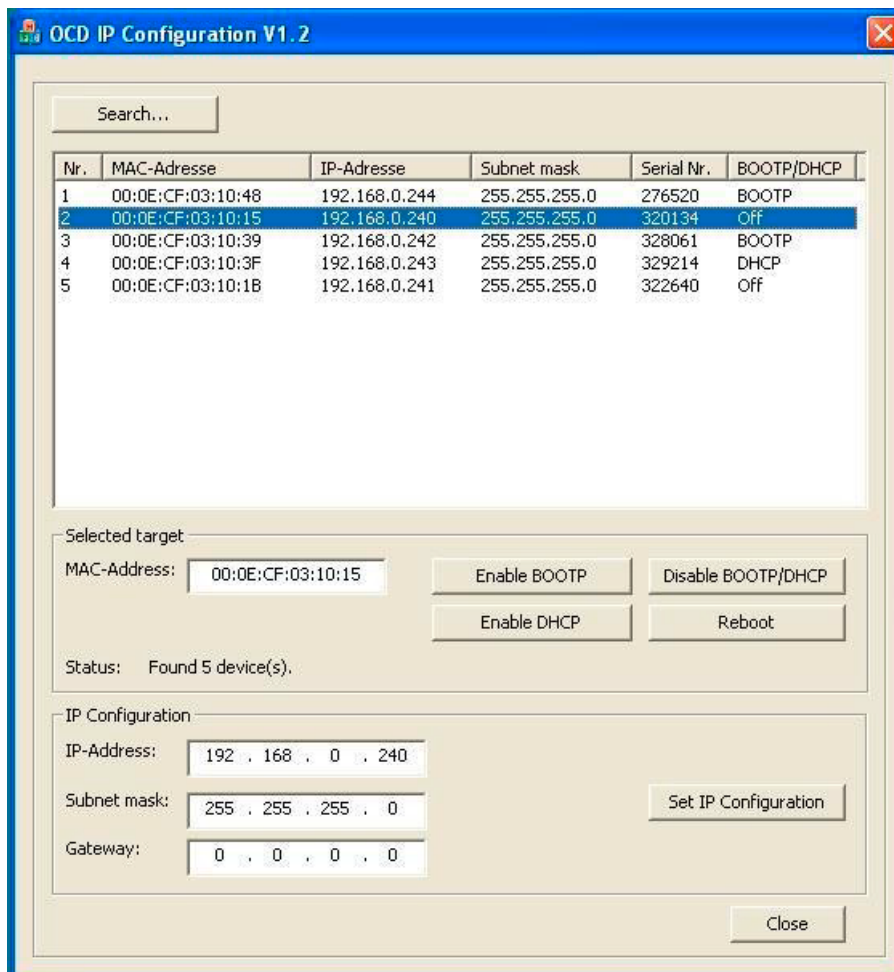 OCD IP Configuration V1.2
Search...
Nr. MAC-Adresse IP-Adresse Subnet mask Serial Nr. BOOTP/DHCP
1 00:0E:CF:03:10:48 192.168.0.244 255.255.255.0 276520 BOOTP
2 00:0E:CF:03:10:15 192.168.0.240 255.255.255.0 320134 Off
3 00:0E:CF:03:10:39 192.168.0.242 255.255.255.0 328061 BOOTP
4 00:0E:CF:03:10:3F 192.168.0.243 255.255.255.0 329214 DHCP
5 00:0E:CF:03:10:1B 192.168.0.241 255.255.255.0 322640 Off
Selected target
MAC-Address: 00:0E:CF:03:10:15 Enable BOOTP Disable BOOTP/DHCP
Enable DHCP Reboot
Status: Found 5 device(s).
IP Configuration
IP-Address: 192 . 168 . 0 . 240
Subnet mask: 255 . 255 . 255 . 0 Set IP Configuration
Gateway: 0 . 0 . 0 . 0
Close